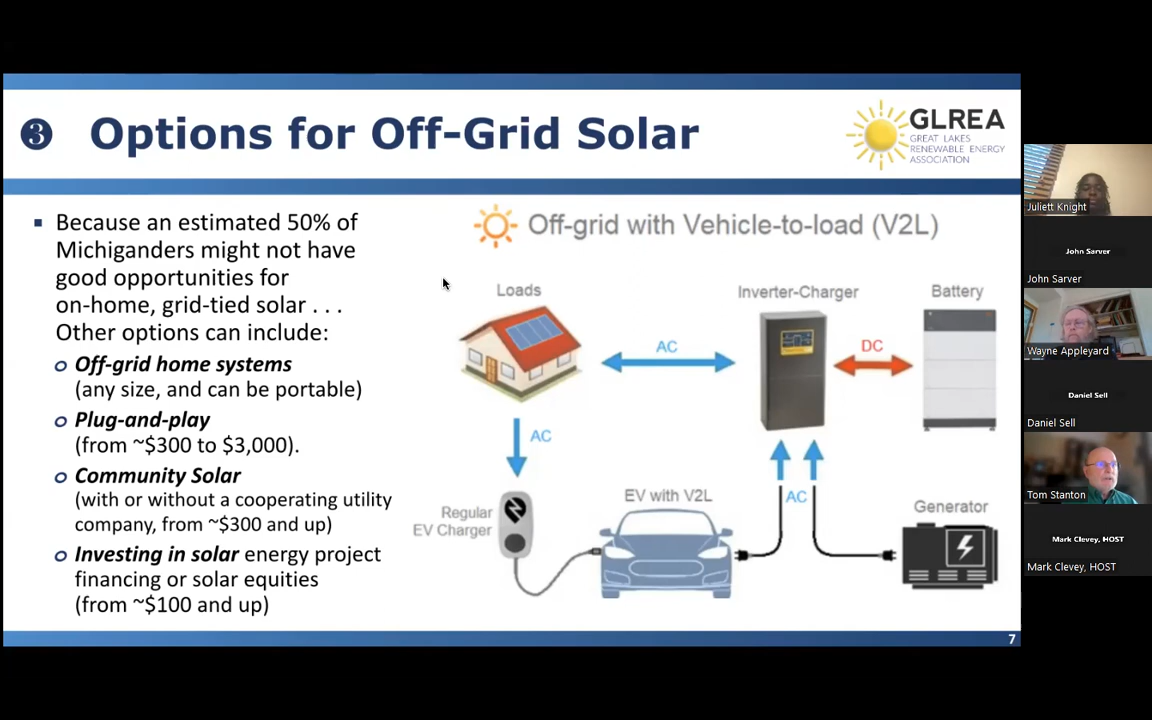 ❸ Options for Off-Grid Solar
GLREA
GREAT LAKES
RENEWABLE ENERGY
ASSOCIATION
▪ Because an estimated 50% of
Michiganders might not have
good opportunities for
on-home, grid-tied solar . . .
Other options can include:
o Off-grid home systems
(any size, and can be portable)
o Plug-and-play
(from ~$300 to $3,000).
o Community Solar
(with or without a cooperating utility
company, from ~$300 and up)
o Investing in solar energy project
financing or solar equities
(from ~$100 and up)
Off-grid with Vehicle-to-load (V2L)
Loads
Inverter-Charger
Battery
AC
DC
AC
Regular
EV Charger
EV with V2L
AC
Generator
7
Juliett Knight
John Sarver
John Sarver
Wayne Appleyard
Daniel Sell
Daniel Sell
Tom Stanton
Mark Clevey, HOST
Mark Clevey, HOST